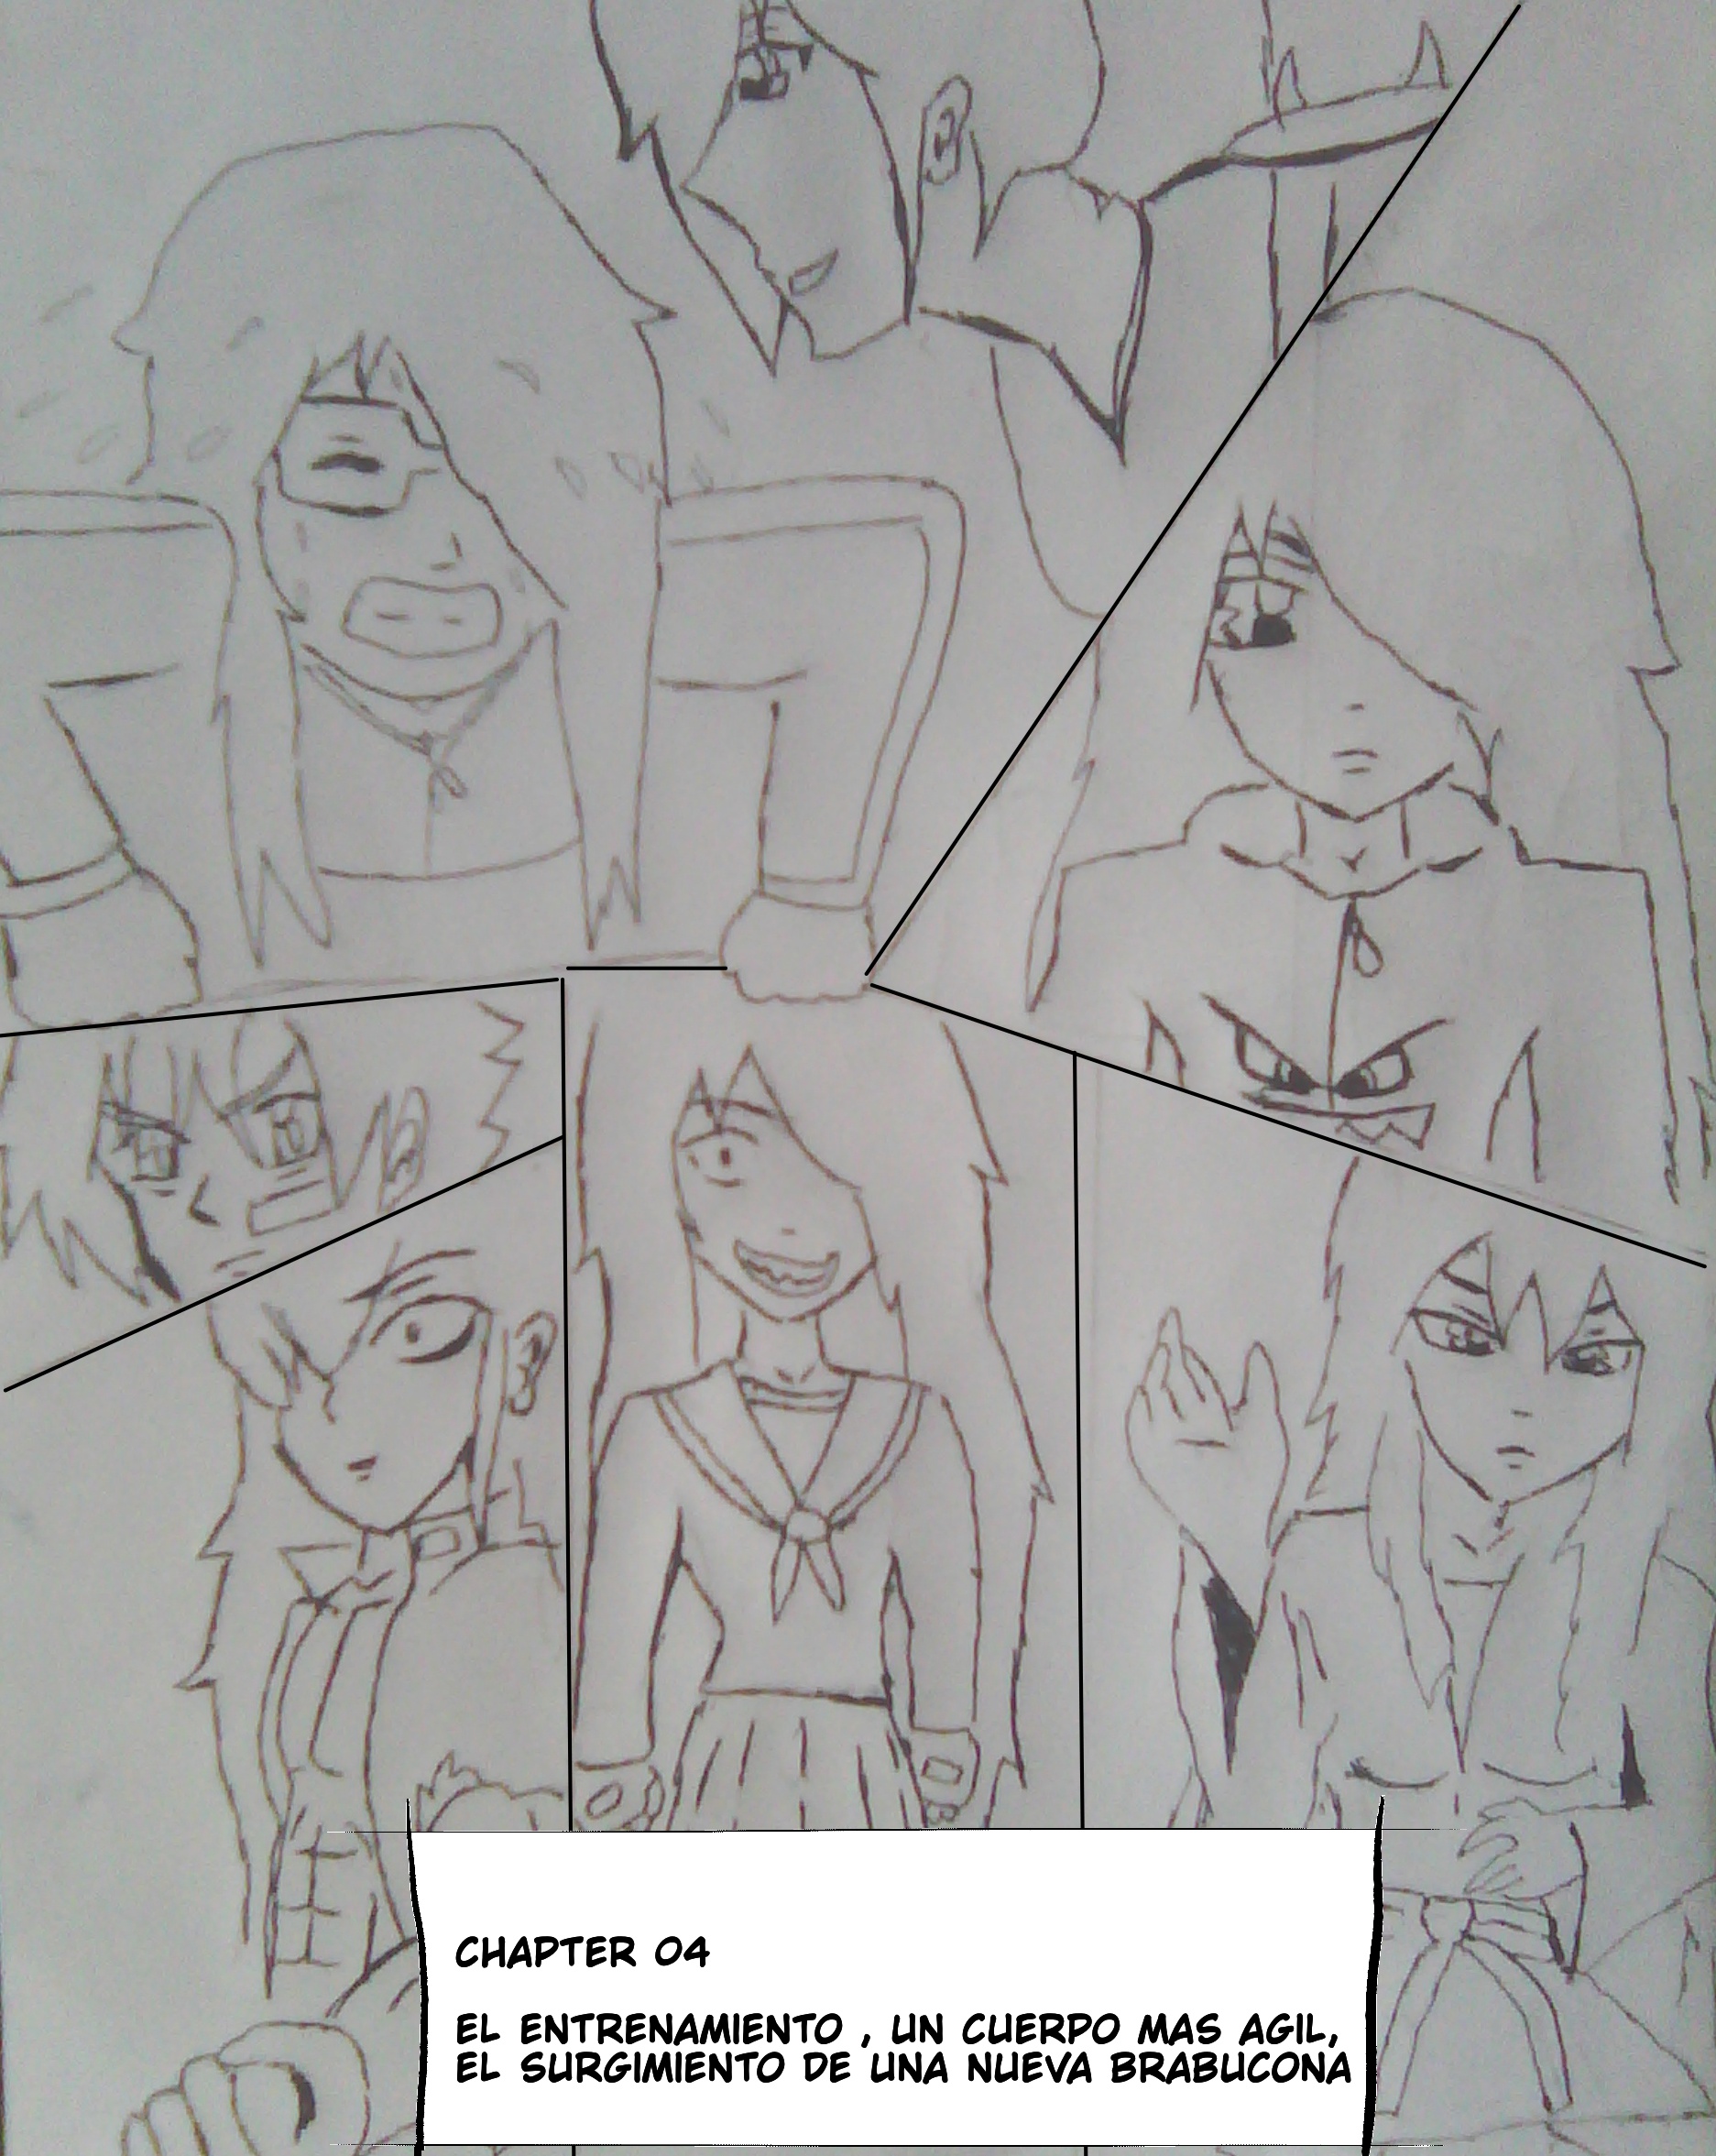 CHAPTER 04
EL ENTRENAMIENTO , UN CUERPO MAS AGIL,
EL SURGIMIENTO DE UNA NUEVA BRABUCONA